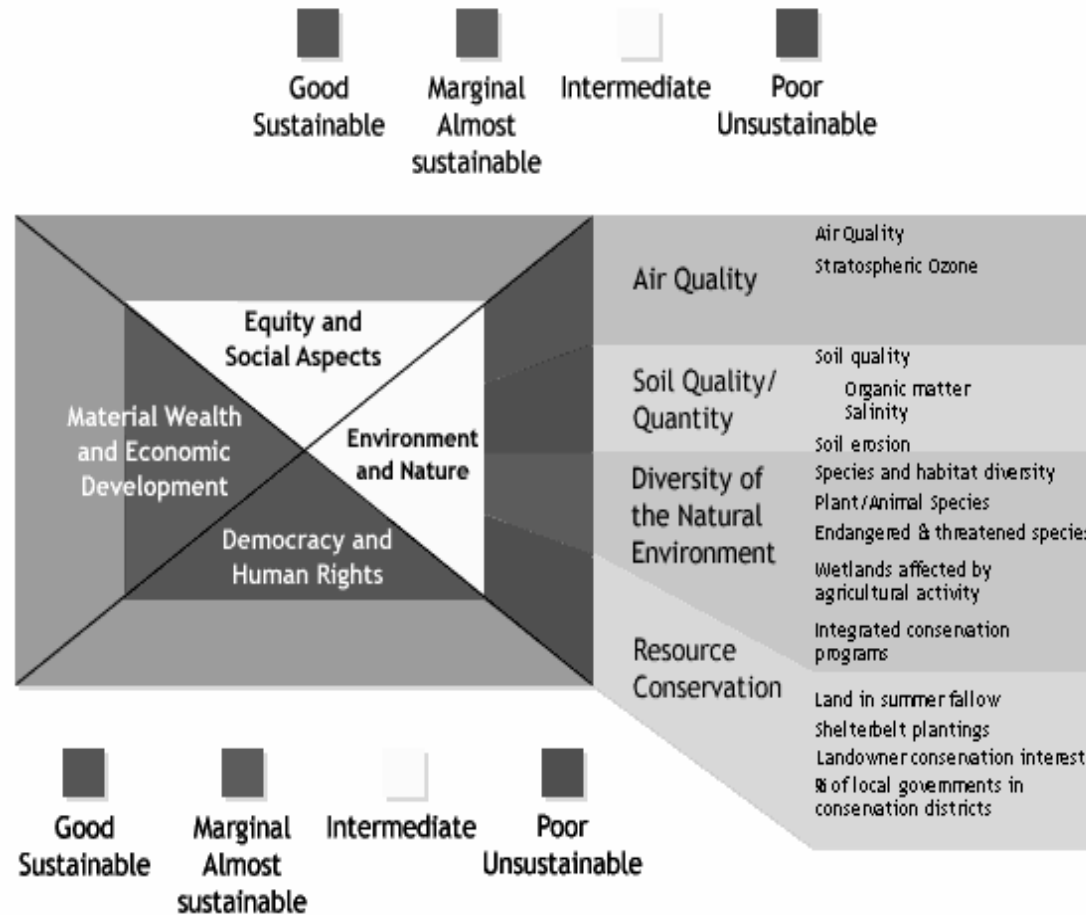 Good
Sustainable
Marginal
Almost
sustainable
Intermediate
Poor
Unsustainable
Equity and
Social Aspects
Material Wealth
and Economic
Development
Environment
and Nature
Democracy and
Human Rights
Air Quality
Air Quality
Stratospheric Ozone
Soil Quality/
Quantity
Soil quality
Organic matter
Salinity
Soil erosion
Diversity of
the Natural
Environment
Species and habitat diversity
Plant/Animal Species
Endangered & threatened species
Wetlands affected by
agricultural activity
Integrated conservation
programs
Resource
Conservation
Land in summer fallow
Shelterbelt plantings
Landowner conservation interest
% of local governments in
conservation districts
Good
Sustainable
Marginal
Almost
sustainable
Intermediate
Poor
Unsustainable